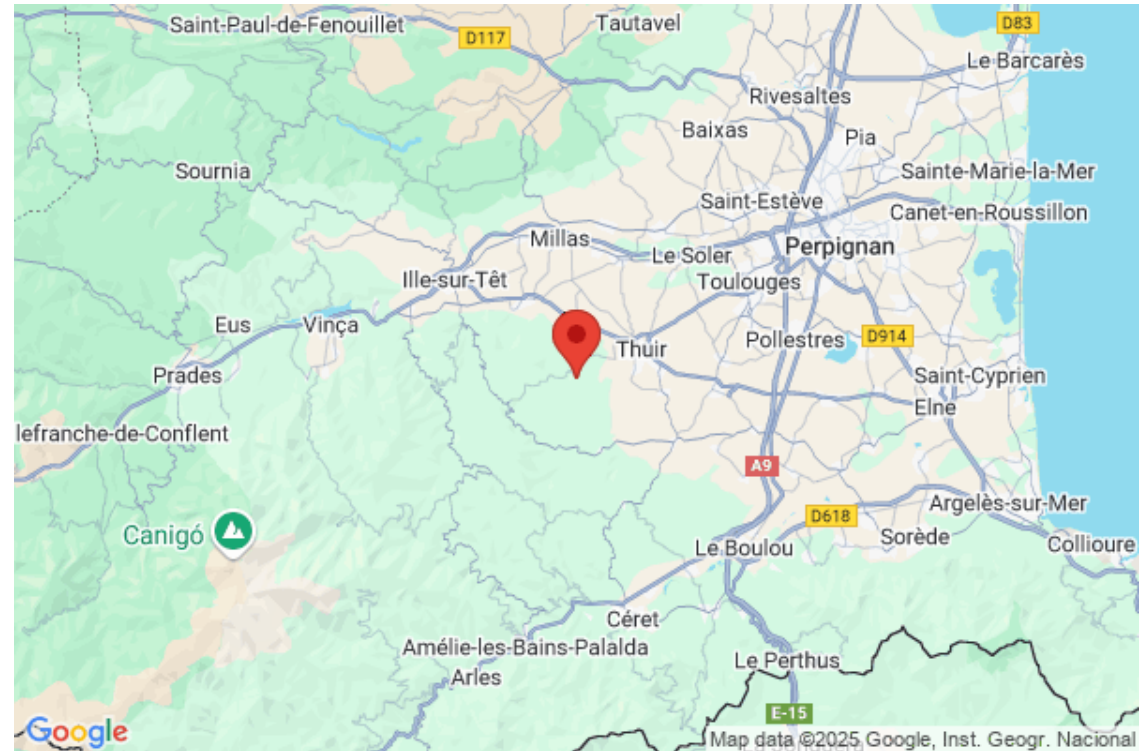 Saint-Paul-de-Fenouillet
D117
Tautavel
D83
Le Barcarès
Rivesaltes
Baixas
Pia
Sournia
Sainte-Marie-la-Mer
Saint-Estève
Canet-en-Roussillon
Millas
Le Soler
Perpignan
Ille-sur-Têt
Toulouges
Eus
Vinça
Thuir
Pollestres
D914
Prades
Saint-Cyprien
Elne
lefranche-de-Conflent
A9
Argelès-sur-Mer
D618
Canigó
Sorède
Le Boulou
Collioure
Céret
Amélie-les-Bains-Palalda
Le Perthus
Arles
E-15
Google
Map data ©2025 Google, Inst. Geogr. Nacional